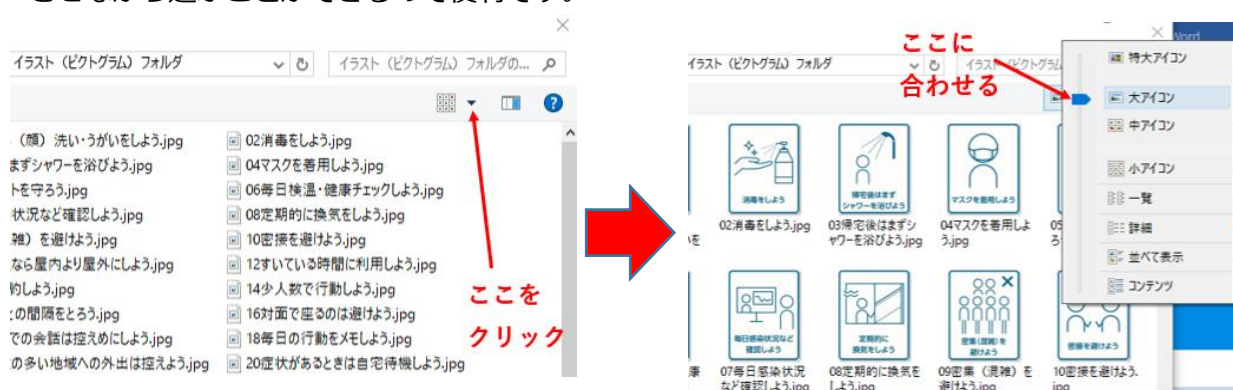 イラスト（ピクトグラム）フォルダ
イラスト（ピクトグラム）フォルダの...
（顔）洗い・うがいをしよう.jpg
まずシャワーを浴びよう.jpg
トを守ろう.jpg
状況など確認しよう.jpg
雑）を避けよう.jpg
なら屋内より屋外にしよう.jpg
約しよう.jpg
の間隔をとろう.jpg
での会話は控えめにしよう.jpg
の多い地域への外出は控えよう.jpg
02消毒をしよう.jpg
04マスクを着用しよう.jpg
06毎日検温・健康チェックしよう.jpg
08定期的に換気をしよう.jpg
10密接を避けよう.jpg
12すいている時間に利用しよう.jpg
14少人数で行動しよう.jpg
16対面で座るのは避けよう.jpg
18毎日の行動をメモしよう.jpg
20症状があるときは自宅待機しよう.jpg
ここを
クリック
イラスト（ピクトグラム）フォルダ
ここに
合わせる
Word
特大アイコン
大アイコン
中アイコン
小アイコン
一覧
詳細
並べて表示
コンテンツ
消毒をしよう
帰宅後はまず
シャワーを浴びよう
マスクを着用しよう
02消毒をしよう.jpg
03帰宅後はまずシ
ャワーを浴びよう.jpg
04マスクを着用しよ
う.jpg
毎日感染状況など
確認しよう
定期的に
換気をしよう
密集（混雑）を
避けよう
密接を避けよう
07毎日感染状況
など確認しよう.jpg
08定期的に換気を
しよう.jpg
09密集（混雑）を
避けよう.jpg
10密接を避けよう.
jpg